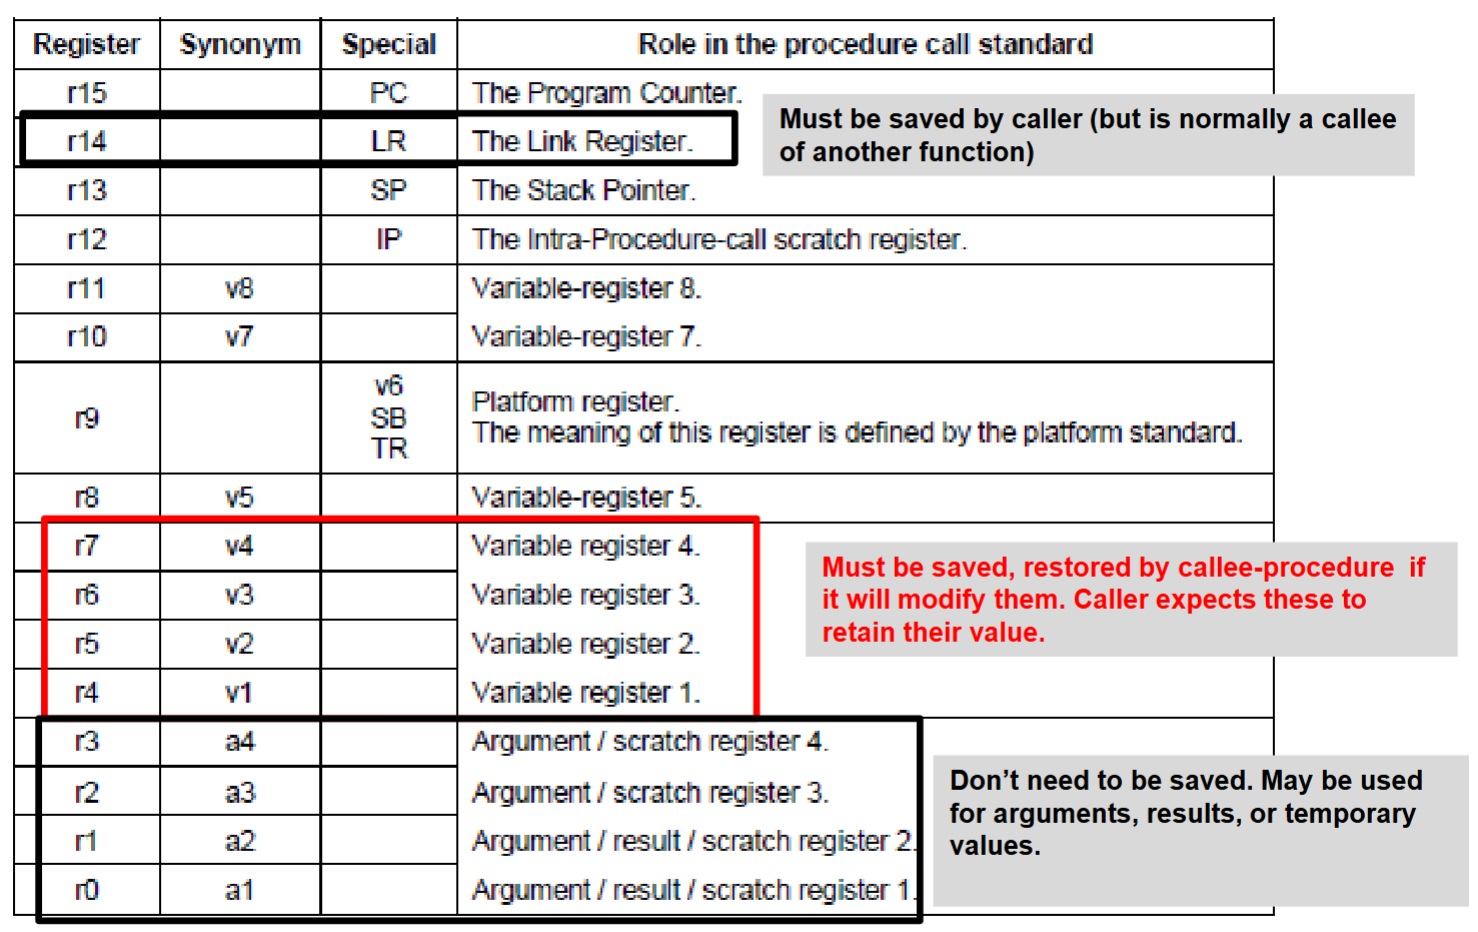 Register Synonym Special Role in the procedure call standard
r15 PC The Program Counter.
Must be saved by caller (but is normally a callee
of another function)
r14 LR The Link Register.
r13 SP The Stack Pointer.
r12 IP The Intra-Procedure-call scratch register.
r11 v8 Variable-register 8.
r10 v7 Variable-register 7.
r9
v6
SB
TR
Platform register.
The meaning of this register is defined by the platform standard.
r8 v5 Variable-register 5.
r7 v4 Variable register 4.
r6 v3 Variable register 3.
r5 v2 Variable register 2.
r4 v1 Variable register 1.
Must be saved, restored by callee-procedure if
it will modify them. Caller expects these to
retain their value.
r3 a4 Argument / scratch register 4.
r2 a3 Argument / scratch register 3.
r1 a2 Argument / result / scratch register 2.
r0 a1 Argument / result / scratch register 1.
Don’t need to be saved. May be used
for arguments, results, or temporary
values.